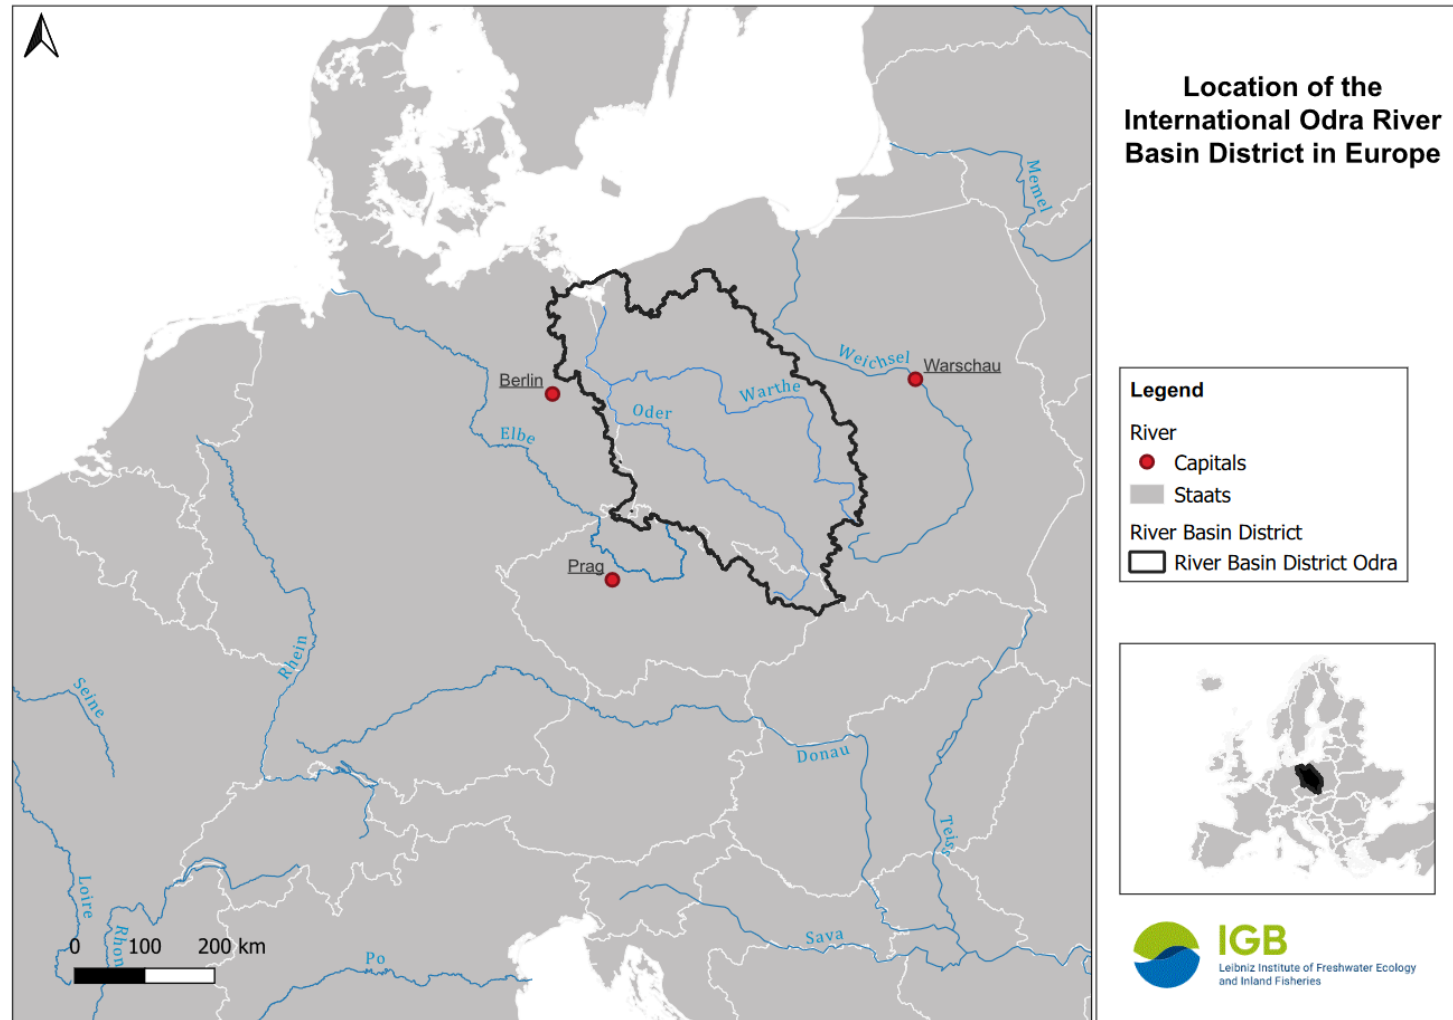 Location of the
International Odra River
Basin District in Europe
Memel
Weichsel
Warschau
Berlin
Warthe
Oder
Elbe
Prag
Rhein
Seine
Donau
Teiss
Loire
Rhon
Sava
Po
0 100 200 km
Legend
River
Capitals
Staats
River Basin District
River Basin District Odra
IGB
Leibniz Institute of Freshwater Ecology
and Inland Fisheries